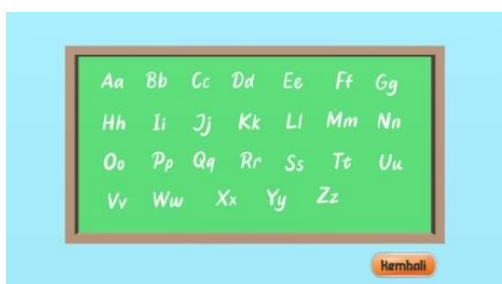 Aa Bb Cc Dd Ee Ff Gg
Hh Ii Jj Kk Ll Mm Nn
Oo Pp Qq Rr Ss Tt Uu
Vv Ww Xx Yy Zz
Kembali